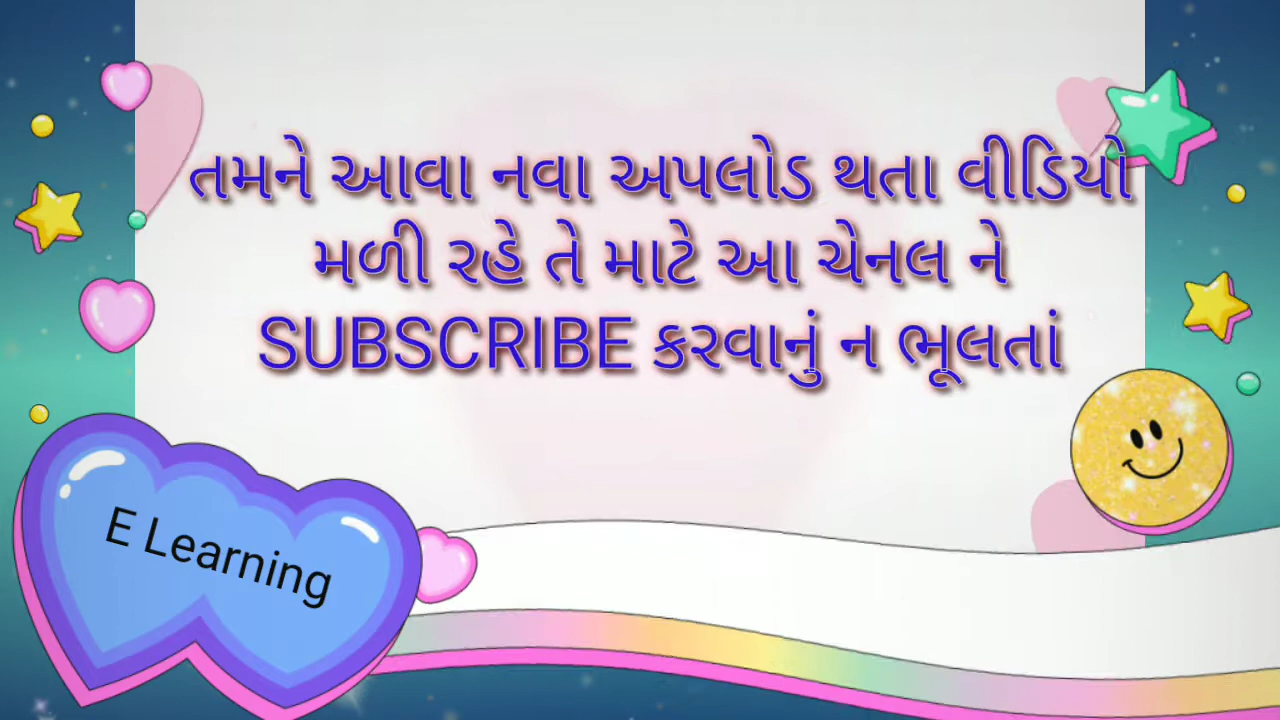 તમને આવા નવા અપલોડ થતા વીડિયો
મળી રહે તે માટે આ ચેનલ ને
SUBSCRIBE કરવાનું ન ભૂલતાં
E Learning